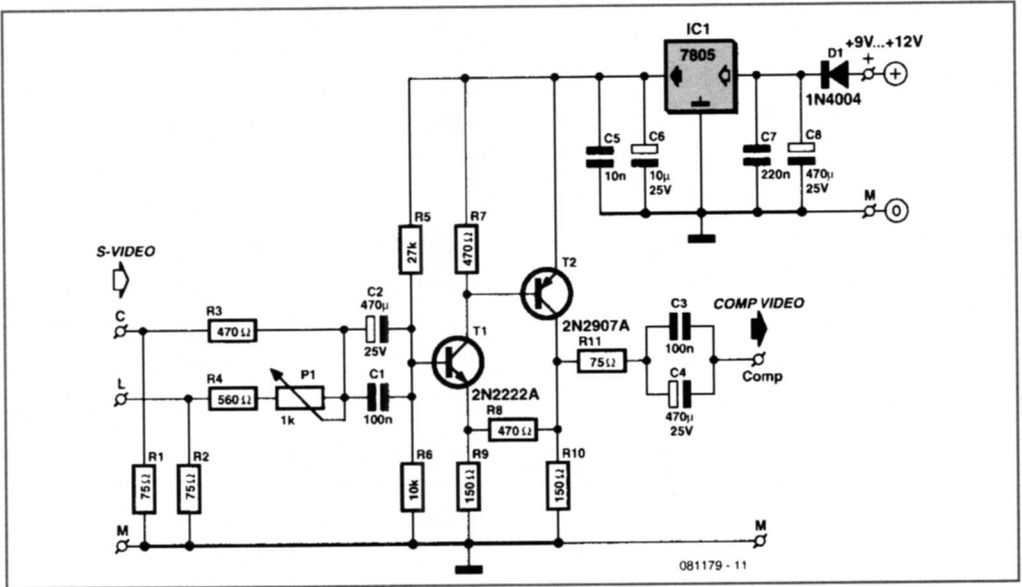 IC1
7805
+9V...+12V
D1
+
+
1N4004
C5
10n
C6
10µ
25V
C7
220n
C8
470µ
25V
M
0
R5
27k
R7
470Ω
S-VIDEO
C
R3
470Ω
C2
470µ
25V
T1
T2
2N2907A
COMP VIDEO
C3
100n
R11
75Ω
Comp
C4
470µ
25V
L
R4
560Ω
P1
1k
C1
100n
2N2222A
R8
470Ω
R1
75Ω
R2
75Ω
R6
10k
R9
150Ω
R10
150Ω
M
M
081179 - 11